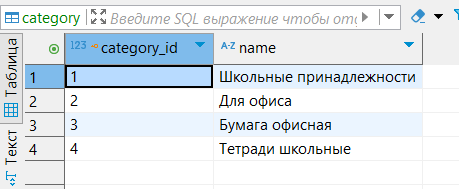 category
Введите SQL выражение чтобы от
Таблица
Текст
123 category_id
A-Z name
1 1 Школьные принадлежности
2 2 Для офиса
3 3 Бумага офисная
4 4 Тетради школьные